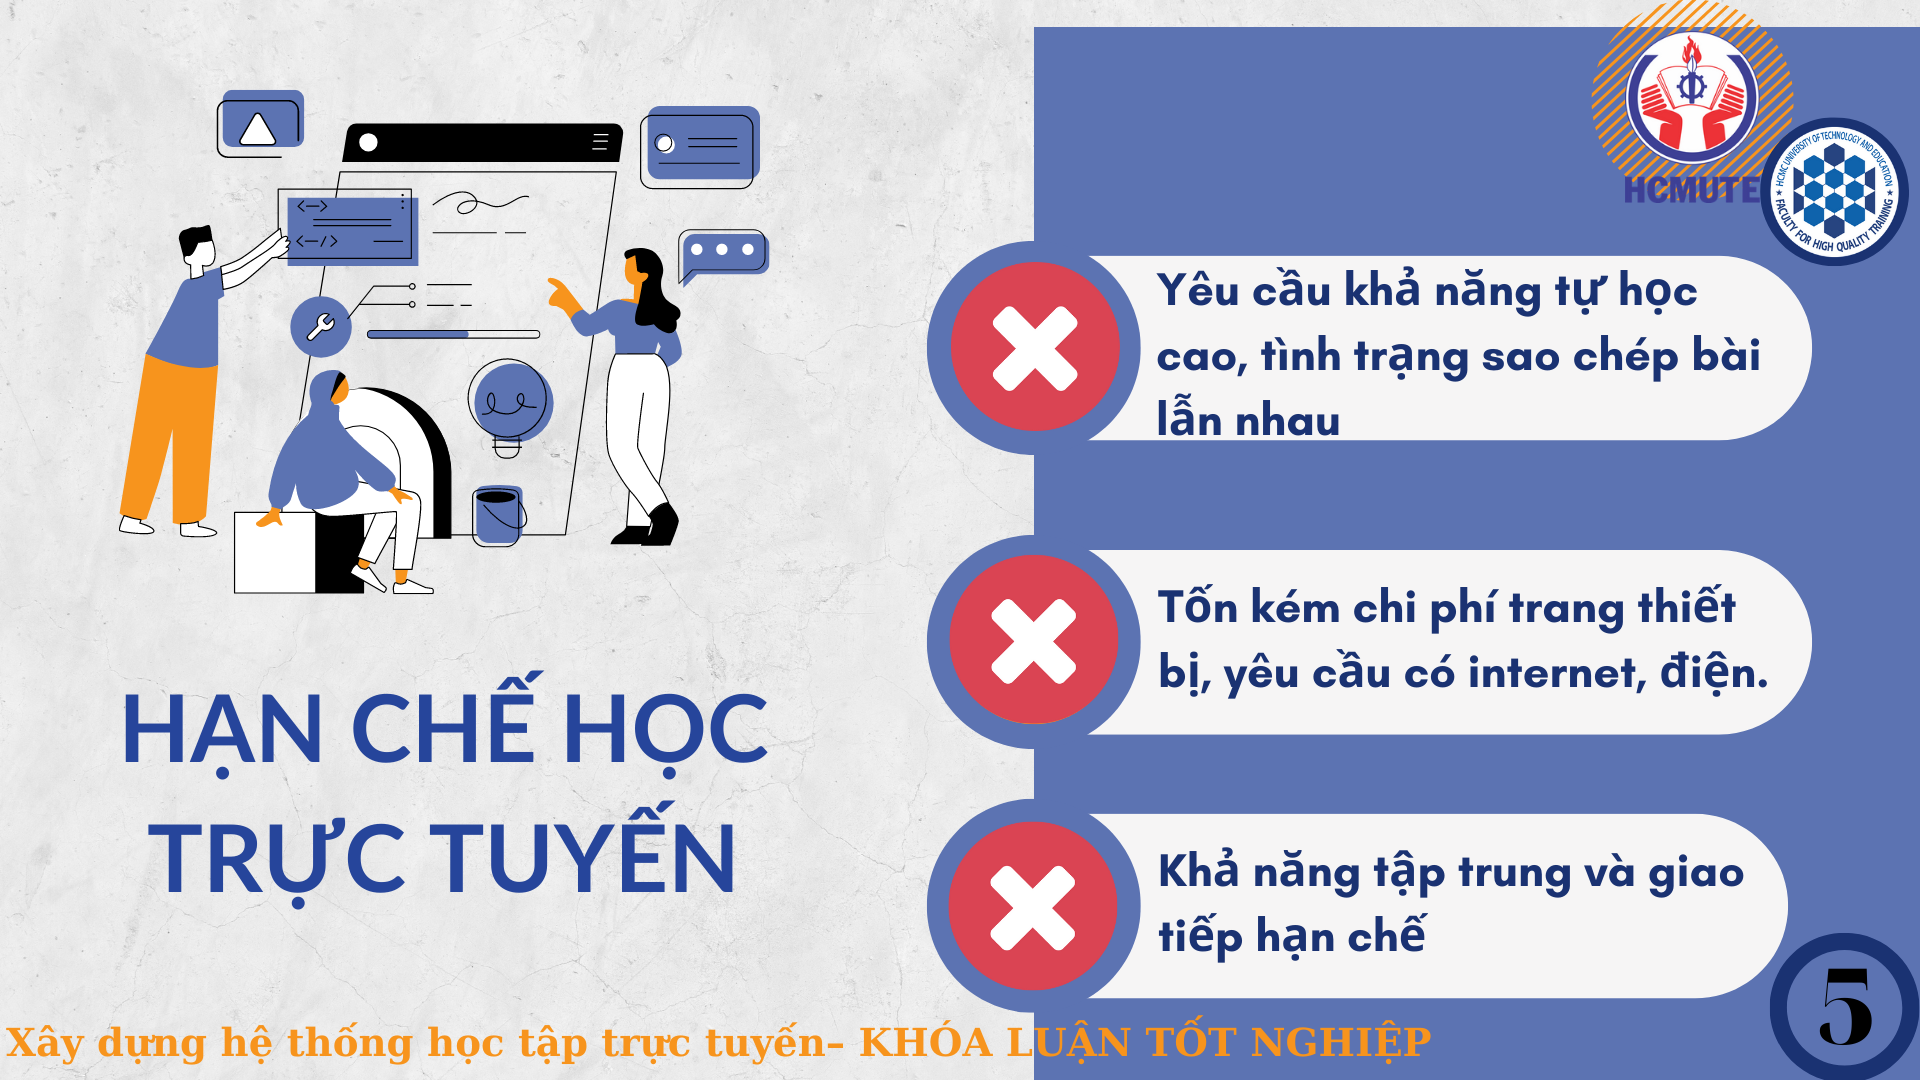 HCMUTE
HCMC UNIVERSITY OF TECHNOLOGY AND EDUCATION
FACULTY FOR HIGH QUALITY TRAINING
Yêu cầu khả năng tự học
cao, tình trạng sao chép bài
lẫn nhau
Tốn kém chi phí trang thiết
bị, yêu cầu có internet, điện.
Khả năng tập trung và giao
tiếp hạn chế
HẠN CHẾ HỌC
TRỰC TUYẾN
Xây dựng hệ thống học tập trực tuyến– KHÓA LUẬN TỐT NGHIỆP
5